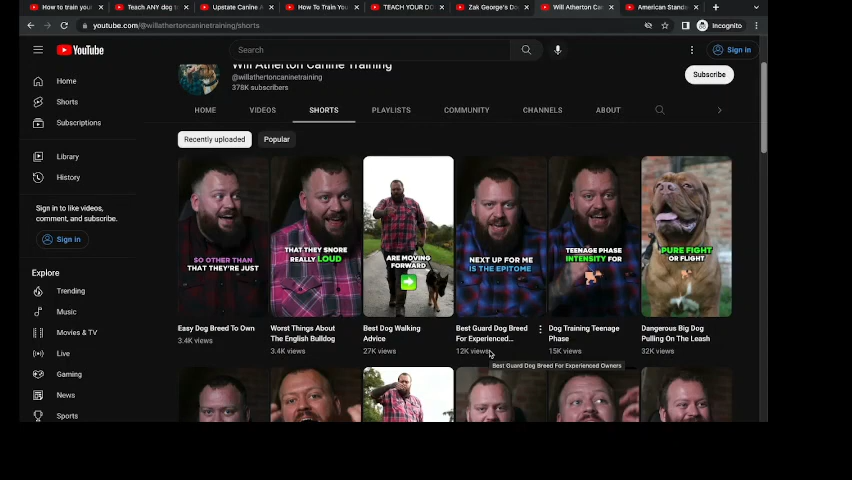 How to train you
Teach ANY dog to
Upstate Canine A
How To Train You
TEACH YOUR DO
Zak George's Do
Will Atherton Can
American Standa
youtube.com/@willathertoncaninetraining/shorts
Incognito
YouTube
Search
Sign in
Home
Shorts
Subscriptions
Library
History
Sign in to like videos,
comment, and subscribe.
Sign in
Explore
Trending
Music
Movies & TV
Live
Gaming
News
Sports
Will Atherton Canine Training
@willathertoncaninetraining
378K subscribers
Subscribe
HOME
VIDEOS
SHORTS
PLAYLISTS
COMMUNITY
CHANNELS
ABOUT
Recently uploaded
Popular
SO OTHER THAN
THAT THEY'RE JUST
Easy Dog Breed To Own
3.4K views
THAT THEY SNORE
REALLY LOUD
Worst Things About
The English Bulldog
3.4K views
ARE MOVING
FORWARD
Best Dog Walking
Advice
27K views
NEXT UP FOR ME
IS THE EPITOME
Best Guard Dog Breed
For Experienced...
12K views
Best Guard Dog Breed For Experienced Owners
TEENAGE PHASE
INTENSITY FOR
Dog Training Teenage
Phase
15K views
PURE FIGHT
OR FLIGHT
Dangerous Big Dog
Pulling On The Leash
32K views